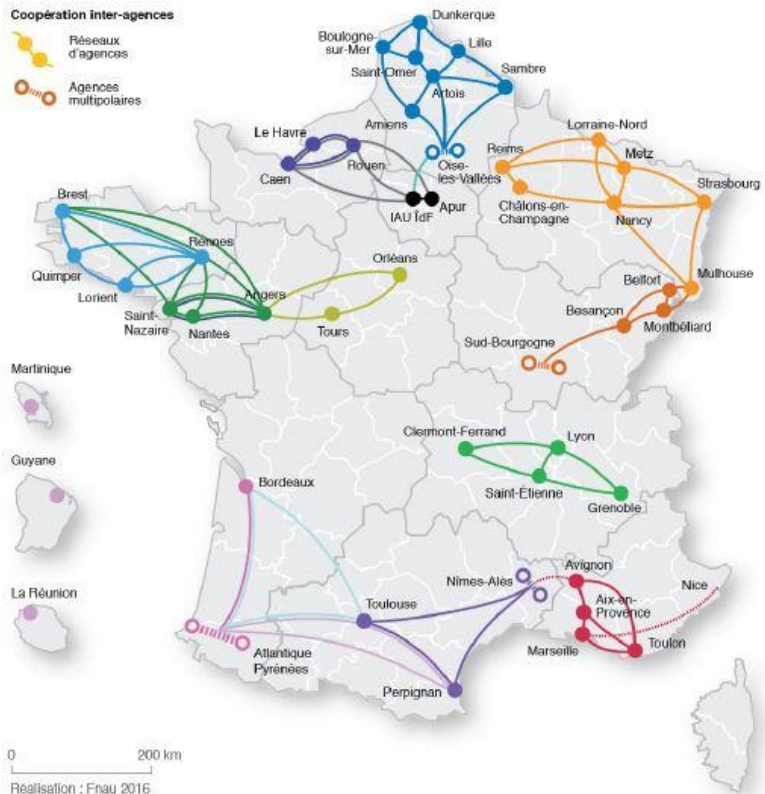 Coopération inter-agences
Réseaux
d'agences
Agences
multipolaires
Dunkerque
Boulogne-
sur-Mer
Lille
Saint-Omer
Sambre
Artois
Amiens
Le Havre
Rouen
Caen
Oise-
les-Vallées
IAU ÎdF
Apur
Lorraine-Nord
Reims
Metz
Strasbourg
Châlons-en-
Champagne
Nancy
Mulhouse
Brest
Rennes
Quimper
Lorient
Angers
Saint-
Nazaire
Nantes
Orléans
Tours
Belfort
Besançon
Montbéliard
Sud-Bourgogne
Martinique
Guyane
La Réunion
Clermont-Ferrand
Lyon
Saint-Étienne
Grenoble
Bordeaux
Avignon
Nîmes-Alès
Nice
Aix-en-
Provence
Toulouse
Marseille
Toulon
Atlantique
Pyrénées
Perpignan
0
200 km
Réalisation : Fnau 2016